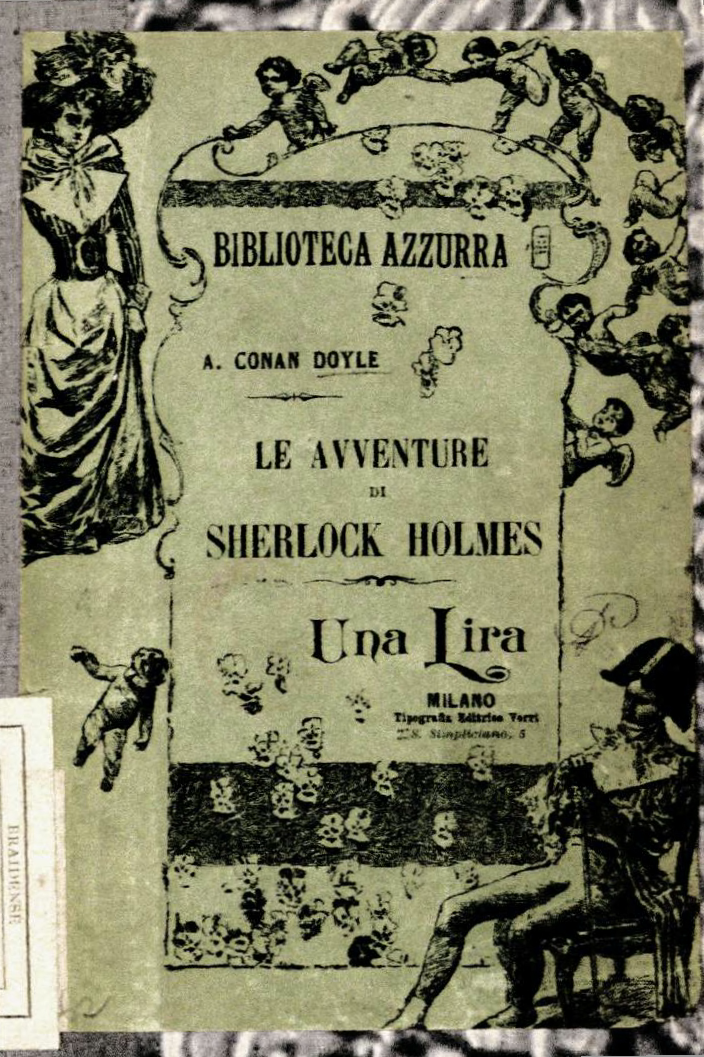 BIBLIOTECA AZZURRA
A. CONAN DOYLE
LE AVVENTURE
DI
SHERLOCK HOLMES
Una Lira
MILANO
Tipografia Editrice Verri
S. Simpliciano, 5
BRAIDENSE